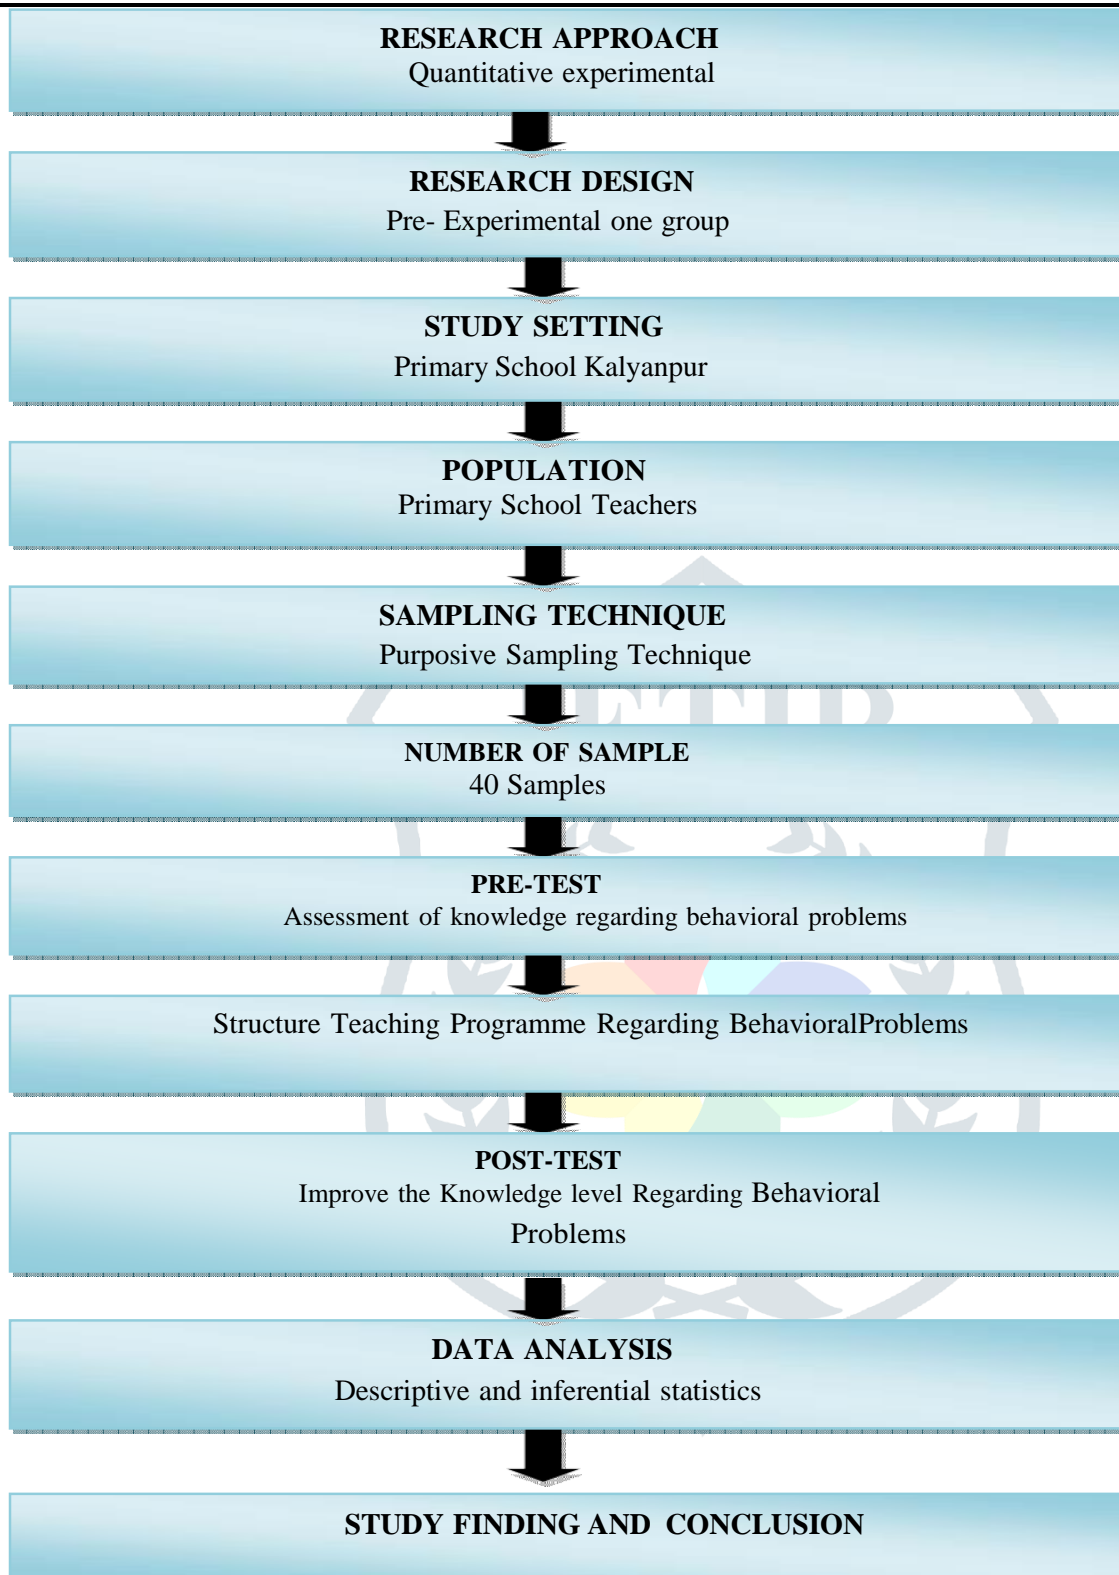 RESEARCH APPROACH
Quantitative experimental
RESEARCH DESIGN
Pre- Experimental one group
STUDY SETTING
Primary School Kalyanpur
POPULATION
Primary School Teachers
SAMPLING TECHNIQUE
Purposive Sampling Technique
NUMBER OF SAMPLE
40 Samples
PRE-TEST
Assessment of knowledge regarding behavioral problems
Structure Teaching Programme Regarding BehavioralProblems
POST-TEST
Improve the Knowledge level Regarding Behavioral
Problems
DATA ANALYSIS
Descriptive and inferential statistics
STUDY FINDING AND CONCLUSION